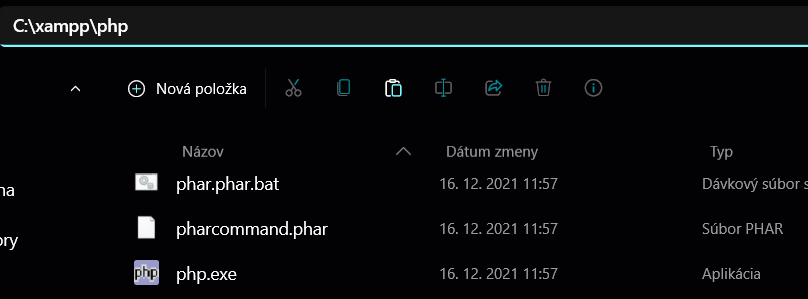 C:\xampp\php
Nová položka
Názov Dátum zmeny Typ
phar.phar.bat 16. 12. 2021 11:57 Dávkový súbor s
pharcommand.phar 16. 12. 2021 11:57 Súbor PHAR
php php.exe 16. 12. 2021 11:57 Aplikácia